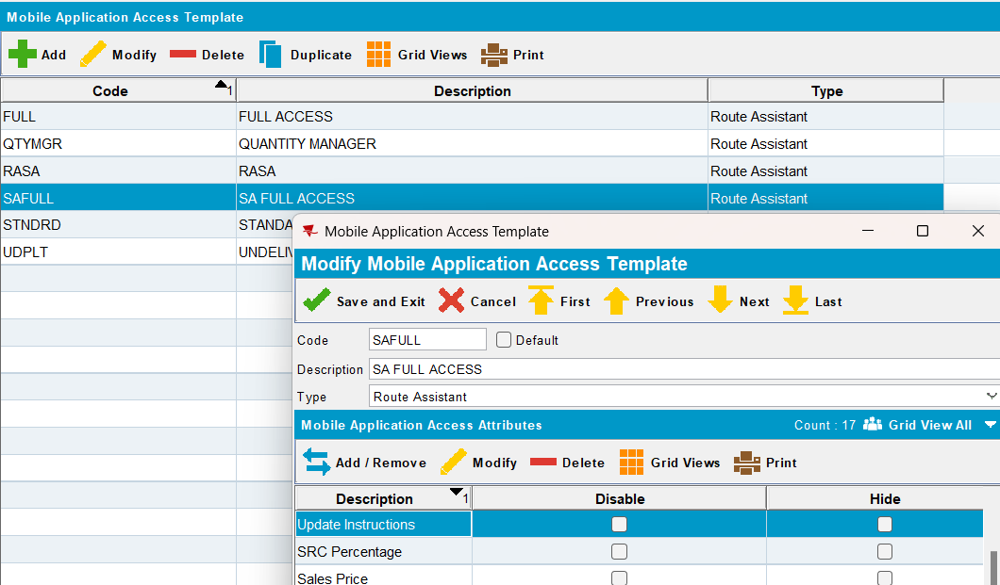 Mobile Application Access Template
Add Modify Delete Duplicate Grid Views Print
Code 1 Description Type
FULL FULL ACCESS Route Assistant
QTYMGR QUANTITY MANAGER Route Assistant
RASA RASA Route Assistant
SAFULL SA FULL ACCESS Route Assistant
STNDRD STANDA
UDPLT UNDELIV
Mobile Application Access Template
Modify Mobile Application Access Template
Save and Exit Cancel First Previous Next Last
Code SAFULL Default
Description SA FULL ACCESS
Type Route Assistant
Mobile Application Access Attributes Count : 17 Grid View All
Add / Remove Modify Delete Grid Views Print
Description 1 Disable Hide
Update Instructions
SRC Percentage
Sales Price